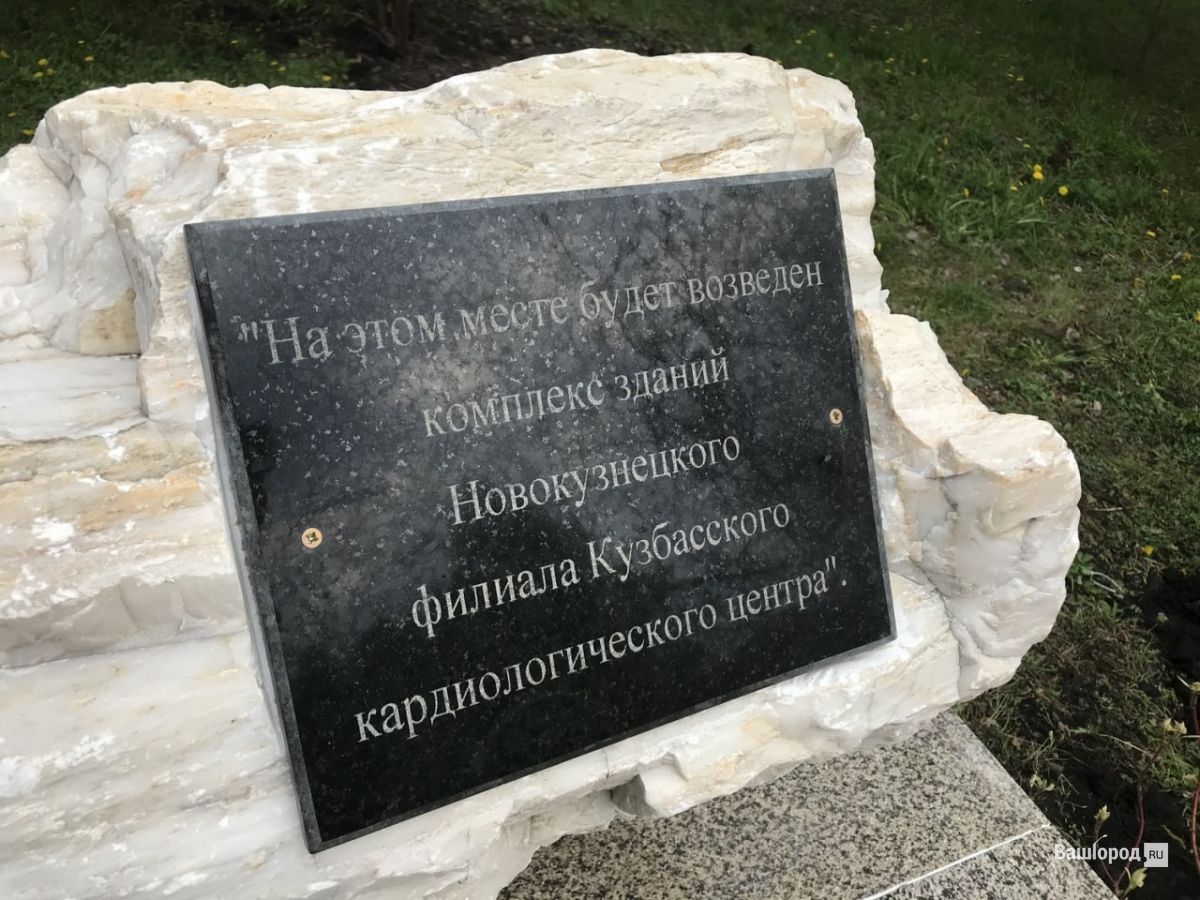 "На этом месте будет возведен
комплекс зданий
Новокузнецкого
филиала Кузбасского
кардиологического центра".
ВашГород.RU